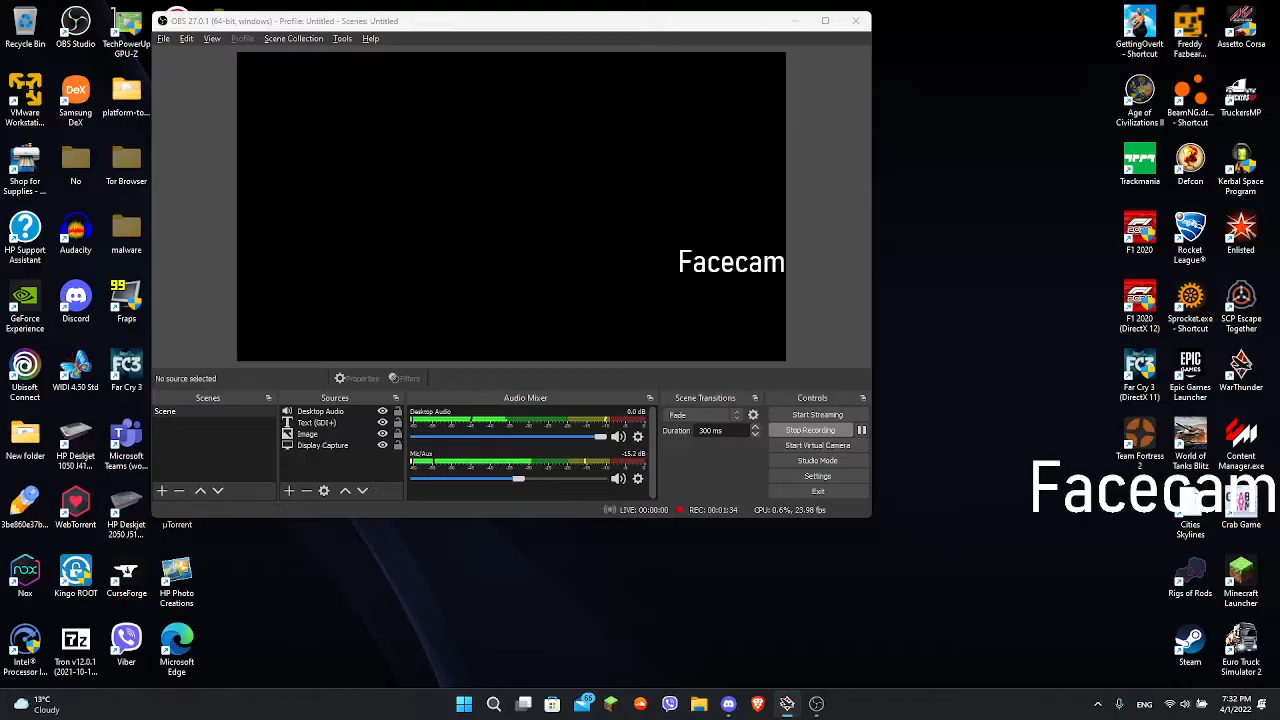 OBS 27.0.1 (64-bit, windows) - Profile: Untitled - Scenes: Untitled
File Edit View Profile Scene Collection Tools Help
Facecam
No source selected
Properties
Filters
Scenes
Sources
Audio Mixer
Scene Transitions
Controls
Scene
Desktop Audio
Text (GDI+)
Image
Display Capture
Desktop Audio
0.0 dB
Mic/Aux
-15.2 dB
Fade
Duration
300 ms
Start Streaming
Stop Recording
Start Virtual Camera
Studio Mode
Settings
Exit
LIVE: 00:00:00
REC: 00:01:34
CPU: 0.6%, 23.98 fps
Recycle Bin
OBS Studio
TechPowerUp
GPU-Z
VMware
Workstati...
Samsung
DeX
platform-to...
Shop for
Supplies - ...
No
Tor Browser
HP Support
Assistant
Audacity
malware
GeForce
Experience
Discord
99
Fraps
Ubisoft
Connect
WIDI 4.50 Std
FC3
Far Cry 3
New folder
HP Deskjet
1050 J41...
Microsoft
Teams (wo...
WebTorrent
HP Deskjet
2050 J51...
µTorrent
nox
Nox
Kingo ROOT
CurseForge
HP Photo
Creations
Intel®
Processor I...
Tron v12.0.1
(2021-10-1...
Viber
Microsoft
Edge
GettingOverIt
- Shortcut
Freddy
Fazbear...
Assetto Corsa
Age of
Civilizations II
BeamNG.dr...
- Shortcut
TruckersMP
Trackmania
Defcon
Kerbal Space
Program
F1 2020
Rocket
League®
Enlisted
F1 2020
(DirectX 12)
Sprocket.exe
- Shortcut
SCP Escape
Together
FC3
Far Cry 3
(DirectX 11)
EPIC
GAMES
Epic Games
Launcher
WarThunder
Team Fortress
2
World of
Tanks Blitz
Content
Manager.exe
Facecam
Cities
Skylines
Crab Game
Rigs of Rods
Minecraft
Launcher
Steam
Euro Truck
Simulator 2
13°C
Cloudy
ENG
7:32 PM
4/1/2022